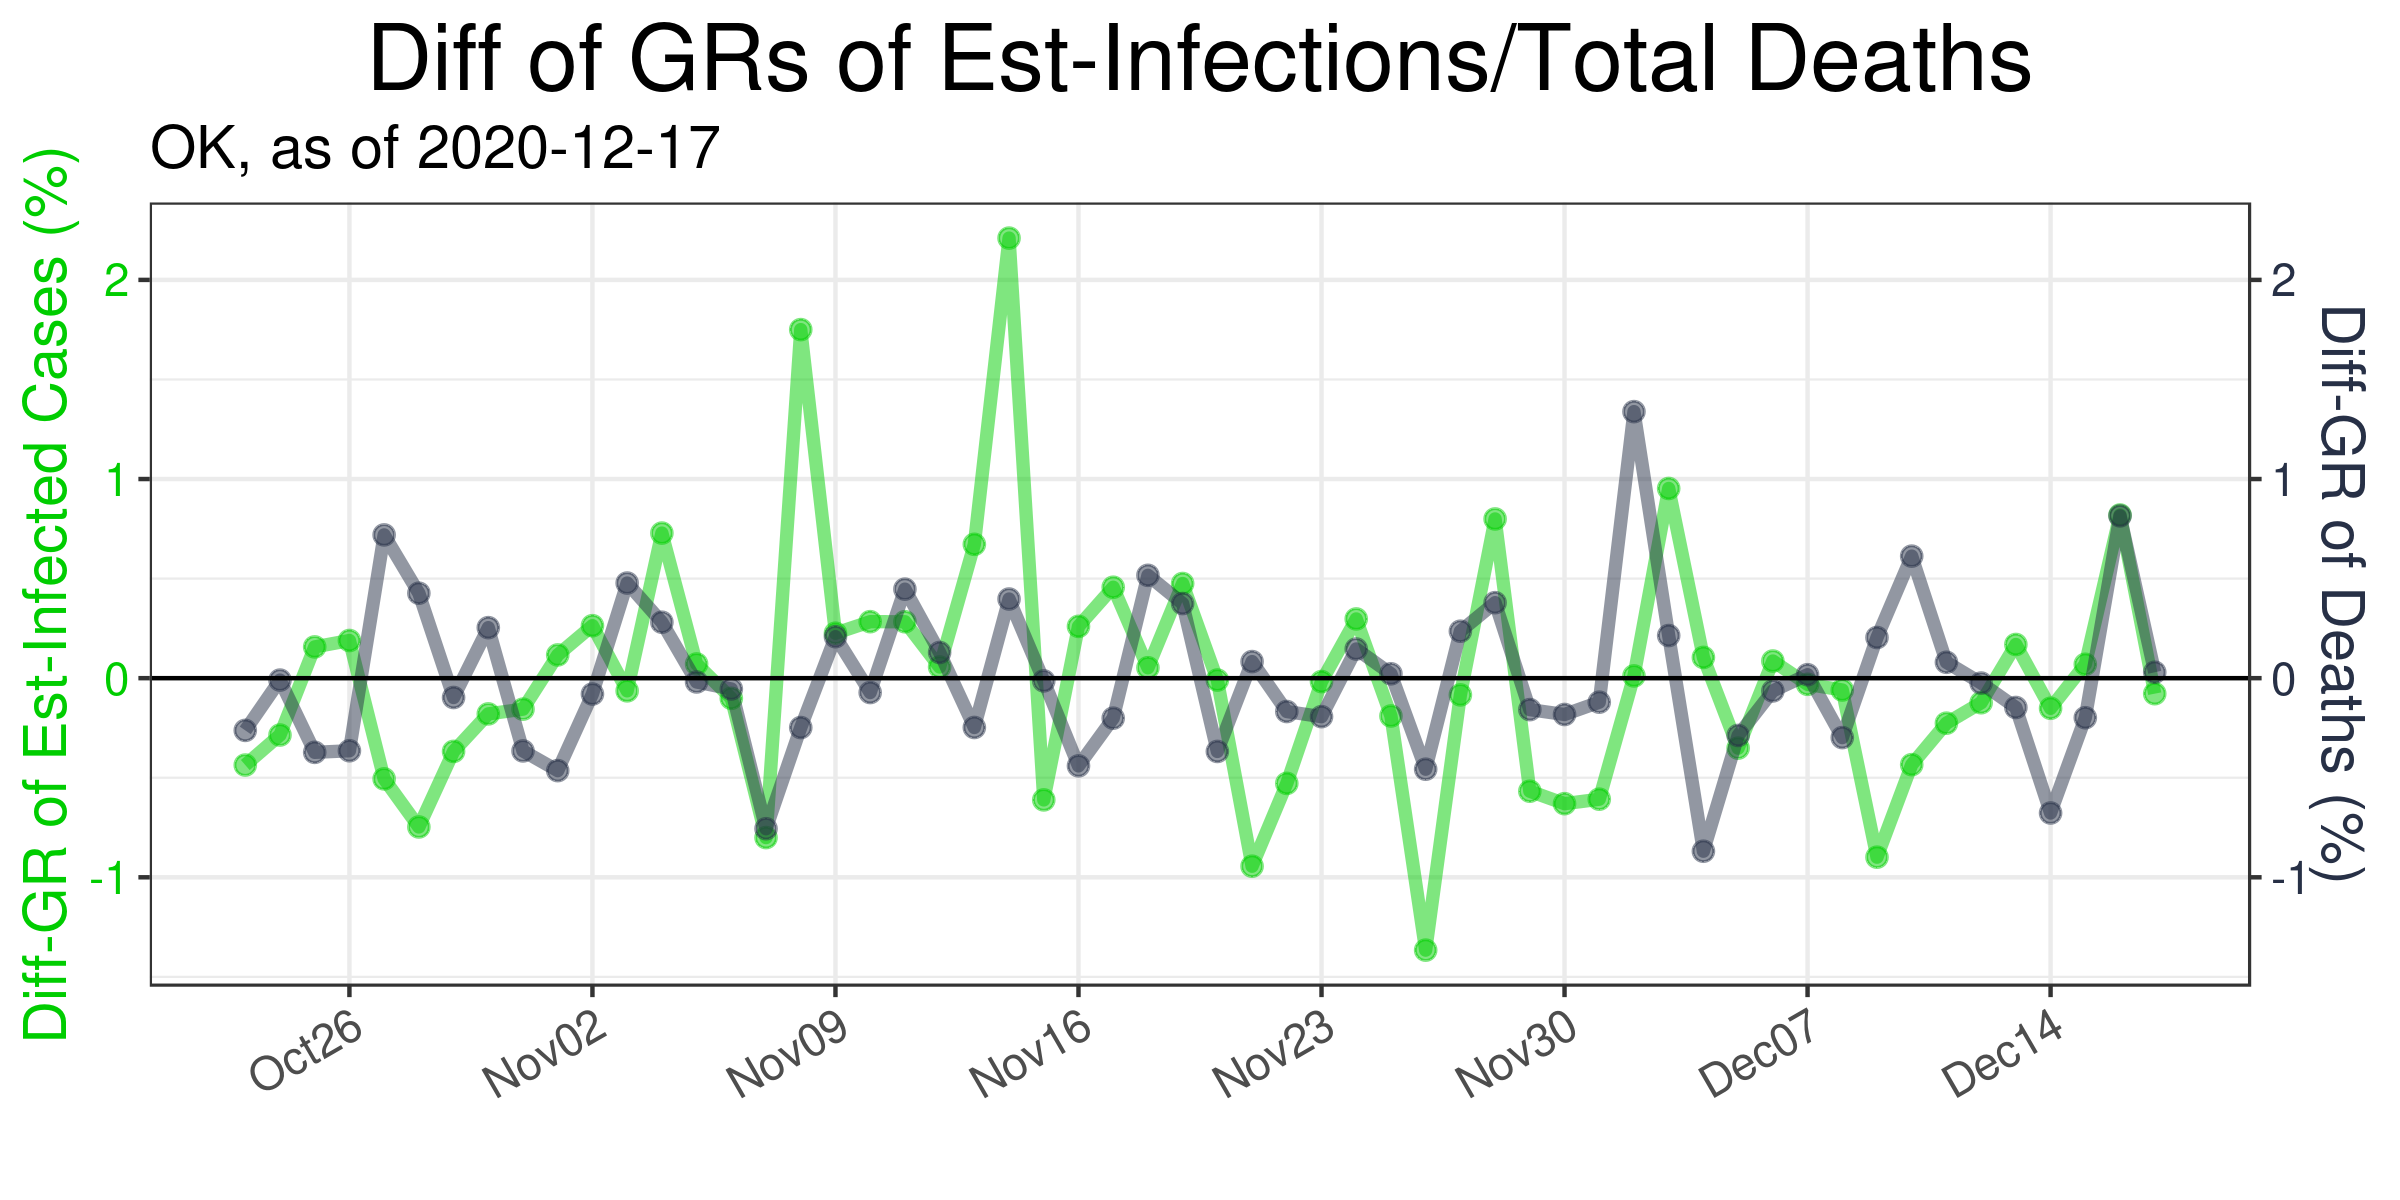 Diff of GRs of Est-Infections/Total Deaths
OK, as of 2020-12-17
Diff-GR of Est-Infected Cases (%)
2
1
0
-1
2
1
0
-1
Diff-GR of Deaths (%)
Oct26
Nov02
Nov09
Nov16
Nov23
Nov30
Dec07
Dec14